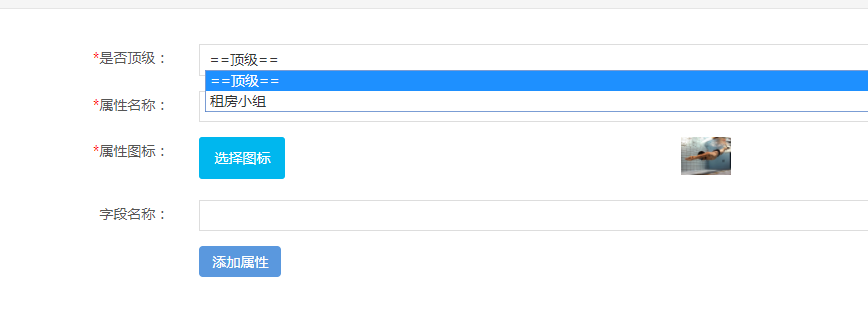 *是否顶级：
==顶级==
==顶级==
租房小组
*属性名称：
*属性图标：
选择图标
字段名称：
添加属性